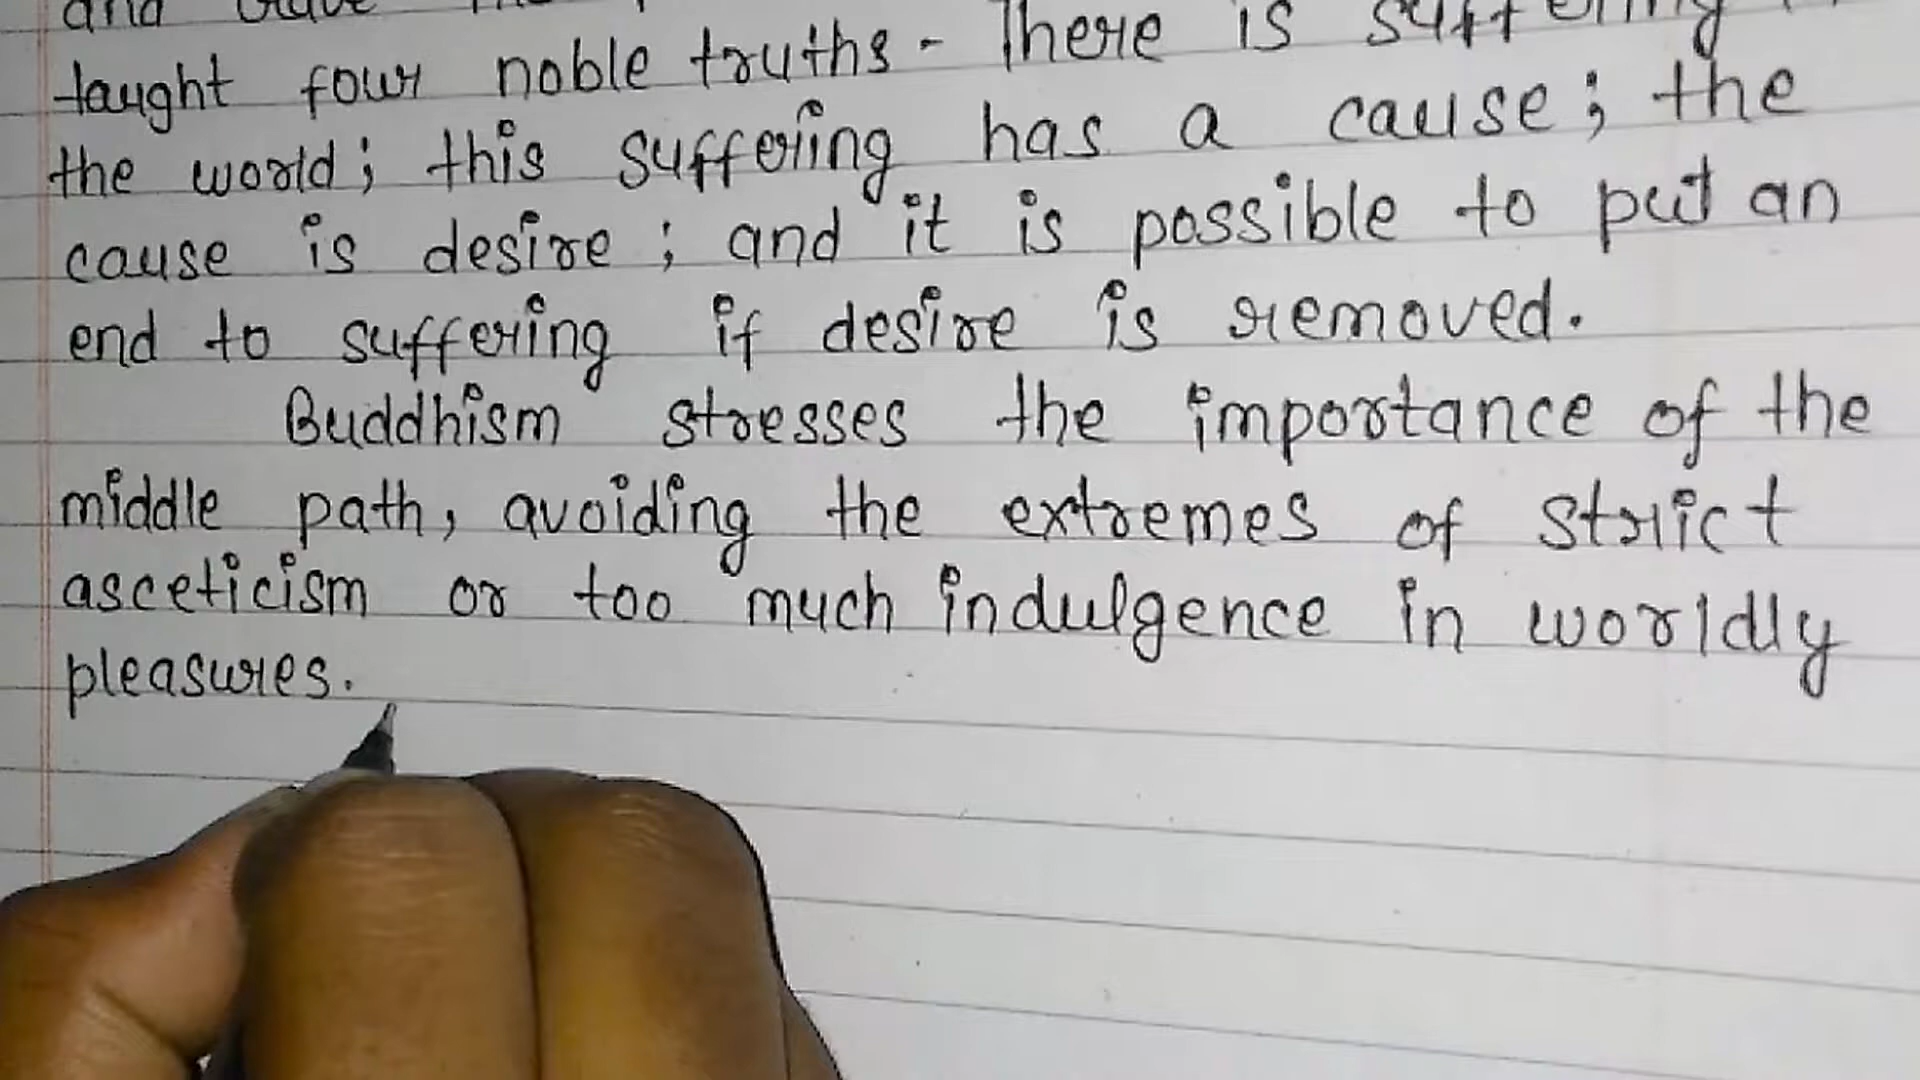 and
taught four noble truths - There is suffering
the world; this suffering has a cause; the
cause is desire; and it is possible to put an
end to suffering if desire is removed.
Buddhism stresses the importance of the
middle path, avoiding the extremes of strict
asceticism or too much indulgence in worldly
pleasures.